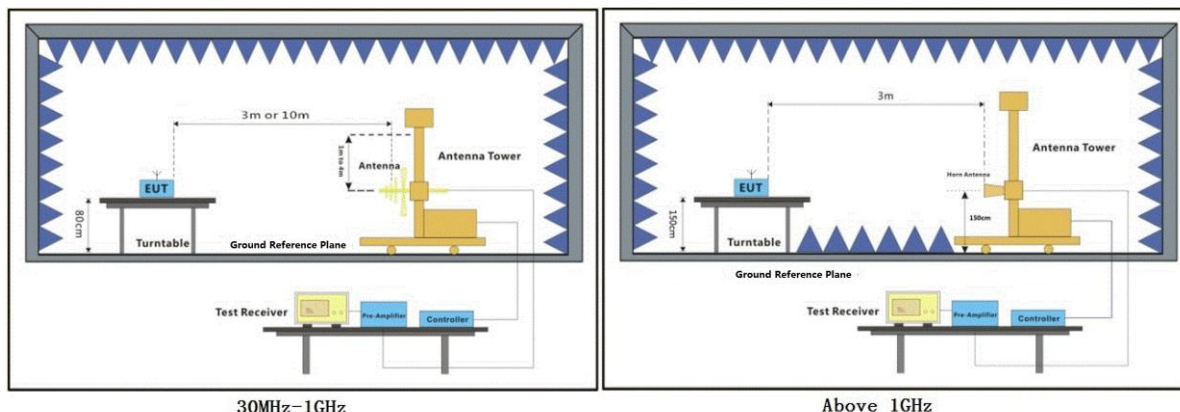 3m or 10m
1m to 4m
Antenna
Antenna Tower
EUT
80cm
Turntable
Ground Reference Plane
Test Receiver
Pre-Amplifier
Controller
30MHz-1GHz
3m
Antenna Tower
Horn Antenna
EUT
150cm
150cm
Turntable
Ground Reference Plane
Test Receiver
Pre-Amplifier
Controller
Above 1GHz